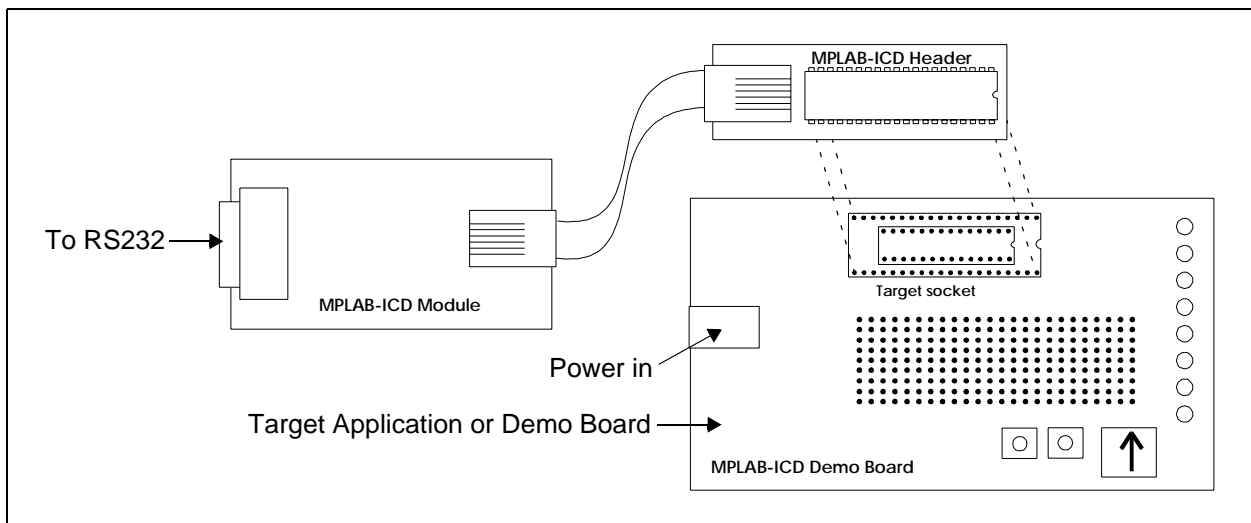 MPLAB-ICD Header
To RS232
MPLAB-ICD Module
Target socket
Power in
Target Application or Demo Board
MPLAB-ICD Demo Board